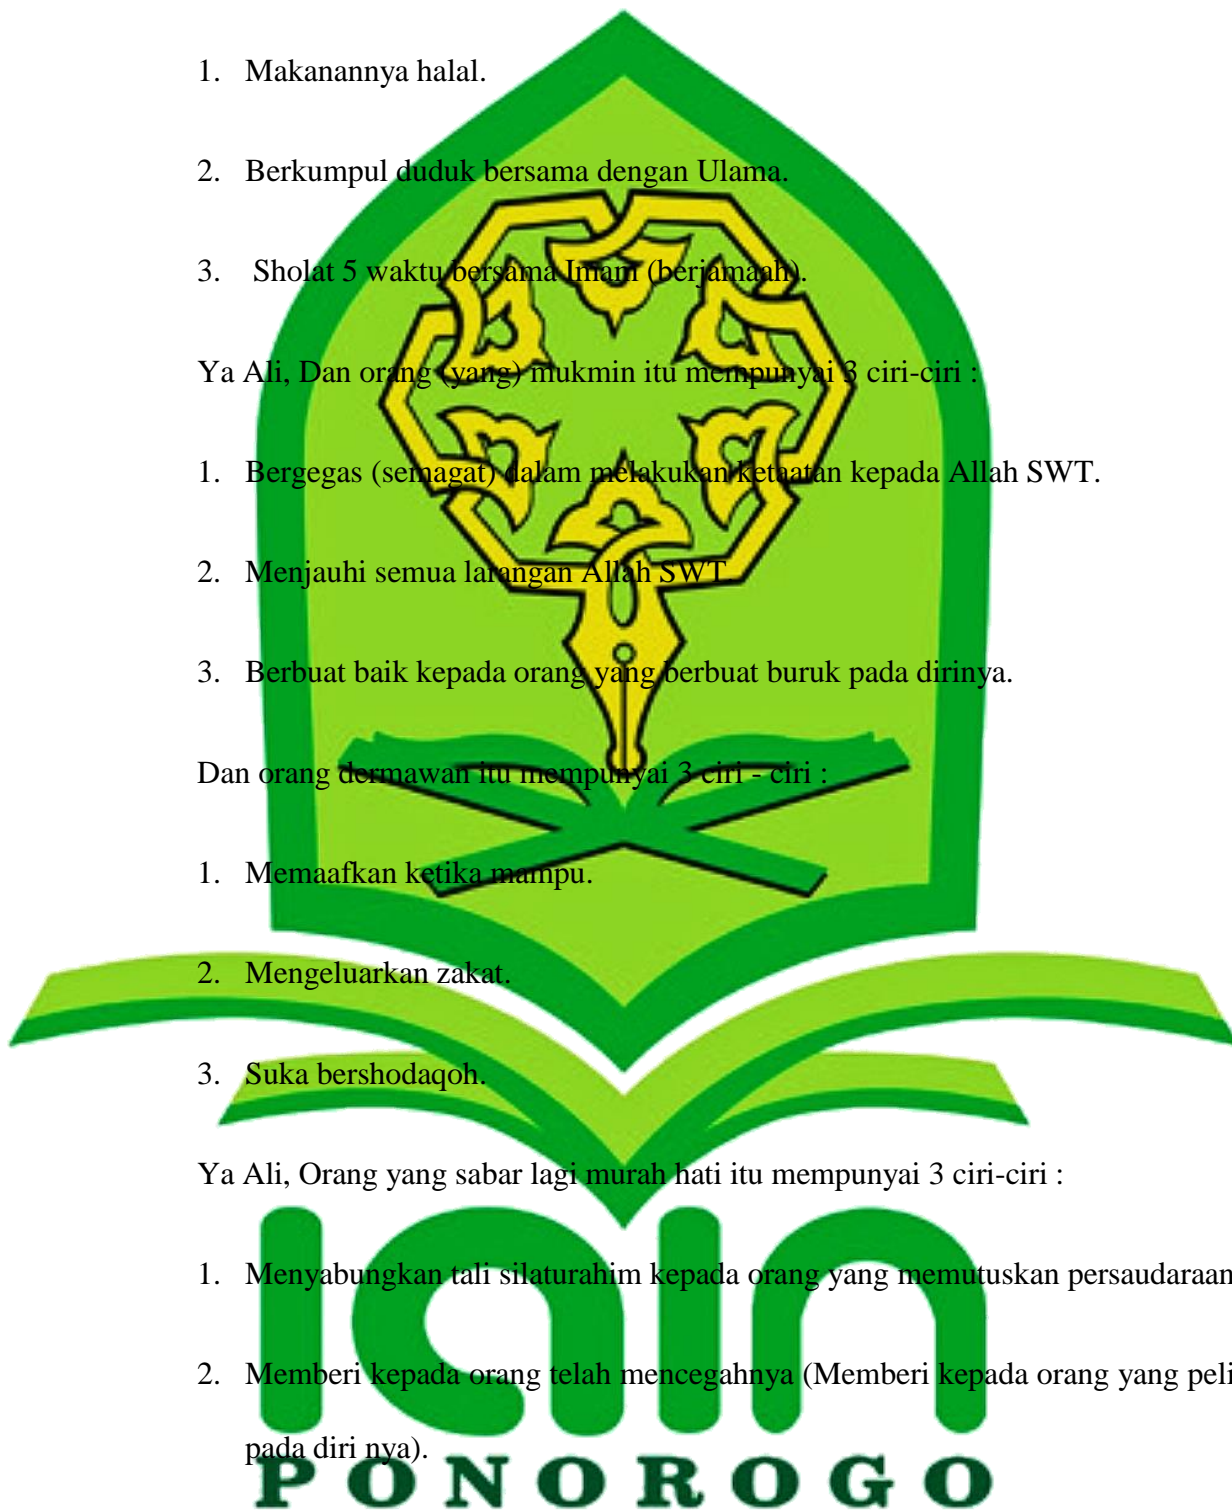 1. Makanannya halal.
2. Berkumpul duduk bersama dengan Ulama.
3. Sholat 5 waktu bersama Imam (berjamaah).
Ya Ali, Dan orang (yang) mukmin itu mempunyai 3 ciri-ciri :
1. Bergegas (semagat) dalam melakukan ketaatan kepada Allah SWT.
2. Menjauhi semua larangan Allah SWT.
3. Berbuat baik kepada orang yang berbuat buruk pada dirinya.
Dan orang dermawan itu mempunyai 3 ciri - ciri :
1. Memaafkan ketika mampu.
2. Mengeluarkan zakat.
3. Suka bershodaqoh.
Ya Ali, Orang yang sabar lagi murah hati itu mempunyai 3 ciri-ciri :
1. Menyabungkan tali silaturahim kepada orang yang memutuskan persaudaraan
2. Memberi kepada orang telah mencegahnya (Memberi kepada orang yang peli
pada diri nya).
iain
PONOROGO